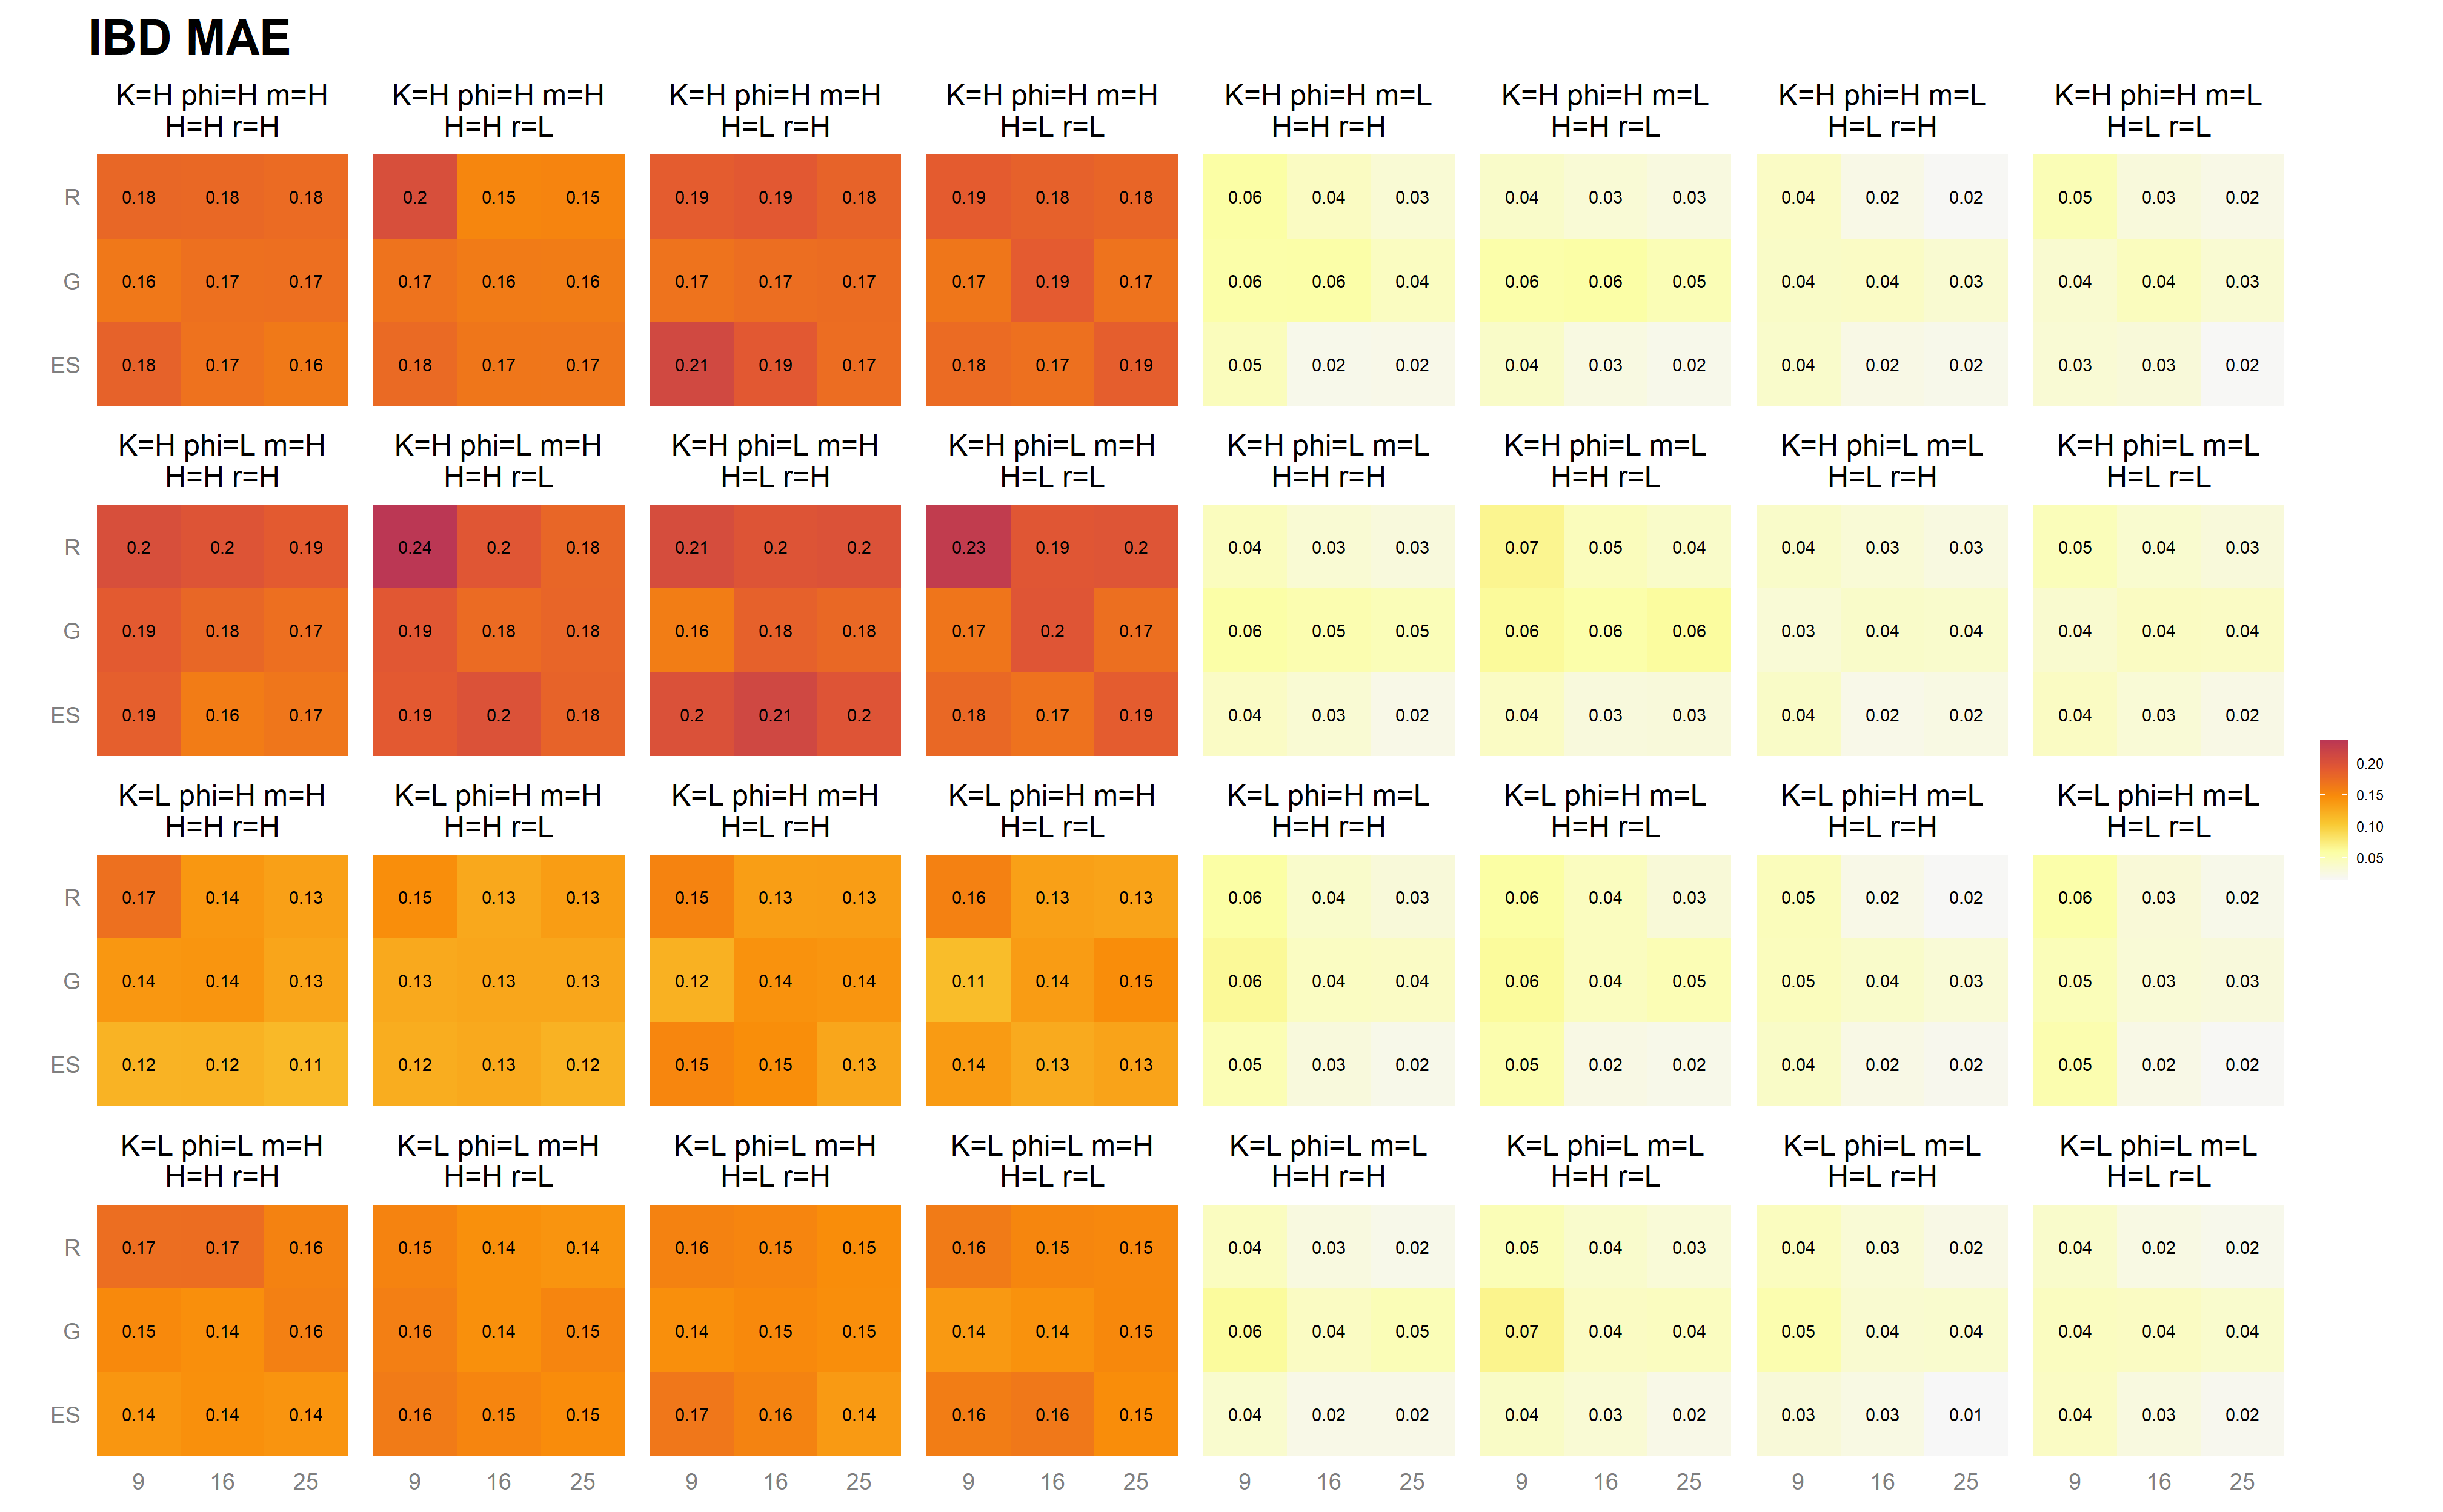 IBD MAE
K=H phi=H m=H K=H phi=H m=H K=H phi=H m=H K=H phi=H m=H K=H phi=H m=L K=H phi=H m=L K=H phi=H m=L K=H phi=H m=L
H=H r=H H=H r=L H=L r=H H=L r=L H=H r=H H=H r=L H=L r=H H=L r=L
R 0.18 0.18 0.18 0.2 0.15 0.15 0.19 0.19 0.18 0.19 0.18 0.18 0.06 0.04 0.03 0.04 0.03 0.03 0.04 0.02 0.02 0.05 0.03 0.02
G 0.16 0.17 0.17 0.17 0.16 0.16 0.17 0.17 0.17 0.17 0.19 0.17 0.06 0.06 0.04 0.06 0.06 0.05 0.04 0.04 0.03 0.04 0.04 0.03
ES 0.18 0.17 0.16 0.18 0.17 0.17 0.21 0.19 0.17 0.18 0.17 0.19 0.05 0.02 0.02 0.04 0.03 0.02 0.04 0.02 0.02 0.03 0.03 0.02
K=H phi=L m=H K=H phi=L m=H K=H phi=L m=H K=H phi=L m=H K=H phi=L m=L K=H phi=L m=L K=H phi=L m=L K=H phi=L m=L
H=H r=H H=H r=L H=L r=H H=L r=L H=H r=H H=H r=L H=L r=H H=L r=L
R 0.2 0.2 0.19 0.24 0.2 0.18 0.21 0.2 0.2 0.23 0.19 0.2 0.04 0.03 0.03 0.07 0.05 0.04 0.04 0.03 0.03 0.05 0.04 0.03
G 0.19 0.18 0.17 0.19 0.18 0.18 0.16 0.18 0.18 0.17 0.2 0.17 0.06 0.05 0.05 0.06 0.06 0.06 0.03 0.04 0.04 0.04 0.04 0.04
ES 0.19 0.16 0.17 0.19 0.2 0.18 0.2 0.21 0.2 0.18 0.17 0.19 0.04 0.03 0.02 0.04 0.03 0.03 0.04 0.02 0.02 0.04 0.03 0.02
K=L phi=H m=H K=L phi=H m=H K=L phi=H m=H K=L phi=H m=H K=L phi=H m=L K=L phi=H m=L K=L phi=H m=L K=L phi=H m=L
H=H r=H H=H r=L H=L r=H H=L r=L H=H r=H H=H r=L H=L r=H H=L r=L
R 0.17 0.14 0.13 0.15 0.13 0.13 0.15 0.13 0.13 0.16 0.13 0.13 0.06 0.04 0.03 0.06 0.04 0.03 0.05 0.02 0.02 0.06 0.03 0.02
G 0.14 0.14 0.13 0.13 0.13 0.13 0.12 0.14 0.14 0.11 0.14 0.15 0.06 0.04 0.04 0.06 0.04 0.05 0.05 0.04 0.03 0.05 0.03 0.03
ES 0.12 0.12 0.11 0.12 0.13 0.12 0.15 0.15 0.13 0.14 0.13 0.13 0.05 0.03 0.02 0.05 0.02 0.02 0.04 0.02 0.02 0.05 0.02 0.02
K=L phi=L m=H K=L phi=L m=H K=L phi=L m=H K=L phi=L m=H K=L phi=L m=L K=L phi=L m=L K=L phi=L m=L K=L phi=L m=L
H=H r=H H=H r=L H=L r=H H=L r=L H=H r=H H=H r=L H=L r=H H=L r=L
R 0.17 0.17 0.16 0.15 0.14 0.14 0.16 0.15 0.15 0.16 0.15 0.15 0.04 0.03 0.02 0.05 0.04 0.03 0.04 0.03 0.02 0.04 0.02 0.02
G 0.15 0.14 0.16 0.16 0.14 0.15 0.14 0.15 0.15 0.14 0.14 0.15 0.06 0.04 0.05 0.07 0.04 0.04 0.05 0.04 0.04 0.04 0.04 0.04
ES 0.14 0.14 0.14 0.16 0.15 0.15 0.17 0.16 0.14 0.16 0.16 0.15 0.04 0.02 0.02 0.04 0.03 0.02 0.03 0.03 0.01 0.04 0.03 0.02
9 16 25 9 16 25 9 16 25 9 16 25 9 16 25 9 16 25 9 16 25 9 16 25
0.20
0.15
0.10
0.05